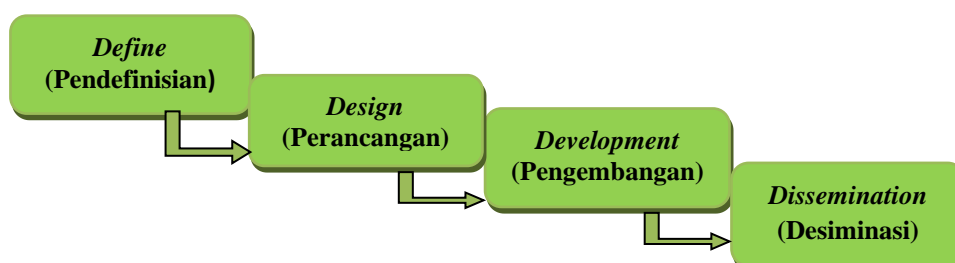 Define
(Pendefinisian)
Design
(Perancangan)
Development
(Pengembangan)
Dissemination
(Desiminasi)